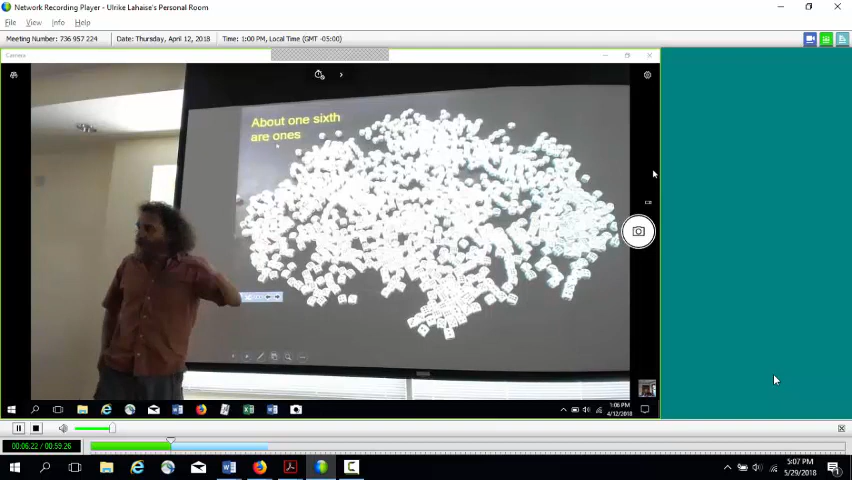 Network Recording Player - Ulrike Lahaise's Personal Room
File View Info Help
Meeting Number: 736 957 224 Date: Thursday, April 12, 2018 Time: 1:00 PM, Local Time (GMT -05:00)
Camera
About one sixth
are ones
1:06 PM
4/12/2018
00:06:22 / 00:59:26
5:07 PM
5/29/2018